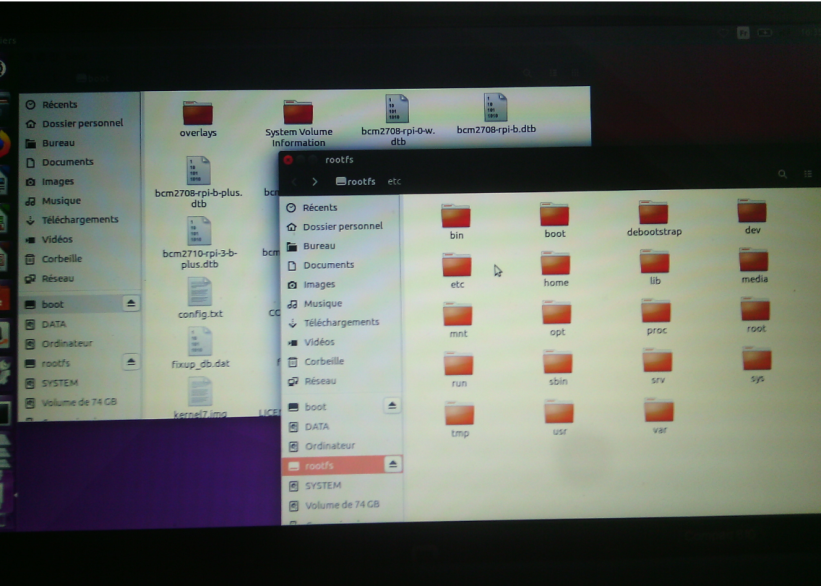 Récents
Dossier personnel
Bureau
Documents
Images
Musique
Téléchargements
Vidéos
Corbeille
Réseau
boot
DATA
Ordinateur
rootfs
SYSTEM
Volume de 74 GB
overlays
System Volume
Information
bcm2708-rpi-0-w.
dtb
bcm2708-rpi-b.dtb
bcm2708-rpi-b-plus.
dtb
bcm2710-rpi-3-b-
plus.dtb
config.txt
fixup_db.dat
kernel7.img
rootfs
rootfs etc
Récents
Dossier personnel
Bureau
Documents
Images
Musique
Téléchargements
Vidéos
Corbeille
Réseau
boot
DATA
Ordinateur
rootfs
SYSTEM
Volume de 74 GB
bin
boot
debootstrap
dev
etc
home
lib
media
mnt
opt
proc
root
run
sbin
srv
sys
tmp
usr
var